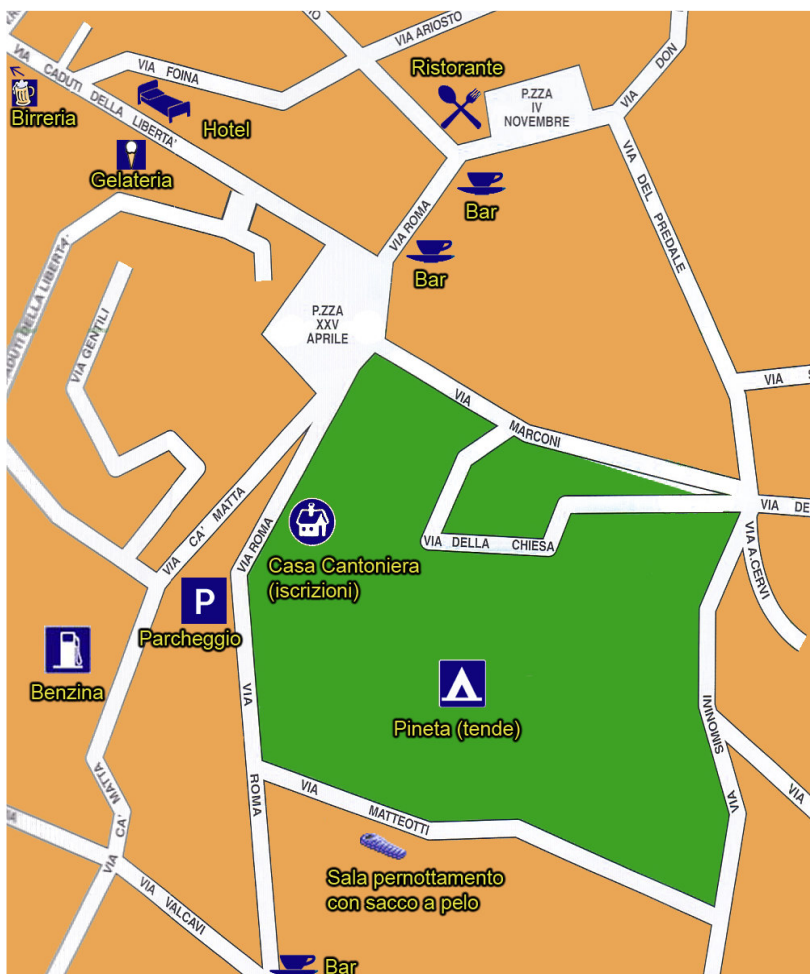 VIA ARIOSTO
VIA CADUTI DELLA LIBERTA'
VIA FOINA
Ristorante
VIA DON
P.ZZA
IV
NOVEMBRE
Birreria
Hotel
Gelateria
VIA DEL PREDALE
Bar
VIA ROMA
Bar
CADUTI DELLA LIBERTA'
P.ZZA
XXV
APRILE
VIA GENTILI
VIA
VIA MARCONI
VIA CA' MATTA
VIA ROMA
VIA DELLA CHIESA
VIA DE
VIA A.CERVI
Casa Cantoniera
(iscrizioni)
P
Parcheggio
Benzina
Pineta (tende)
VIA SIMONINI
VIA
VIA ROMA
VIA MATTEOTTI
VIA CA' MATTA
Sala pernottamento
con sacco a pelo
VIA VALCAVI
Bar